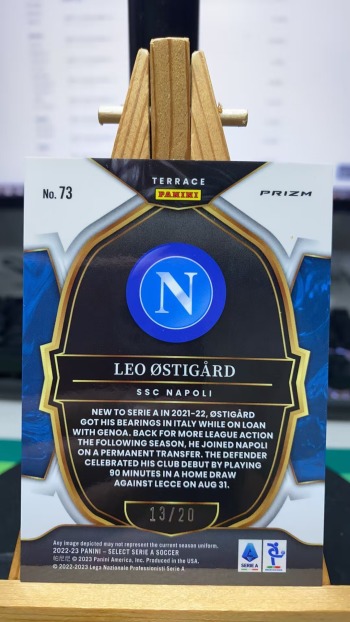 TERRACE
No. 73
PANINI
PRIZM
N
LEO ØSTIGÅRD
SSC NAPOLI
NEW TO SERIE A IN 2021-22, ØSTIGÅRD
GOT HIS BEARINGS IN ITALY WHILE ON LOAN
WITH GENOA. BACK FOR MORE LEAGUE ACTION
THE FOLLOWING SEASON, HE JOINED NAPOLI
ON A PERMANENT TRANSFER. THE DEFENDER
CELEBRATED HIS CLUB DEBUT BY PLAYING
90 MINUTES IN A HOME DRAW
AGAINST LECCE ON AUG 31.
13/20
Any image depicted may not represent the current season uniform.
2022-23 PANINI – SELECT SERIE A SOCCER
帕尼尼 © 2023 Panini America, Inc. Produced in the USA.
© 2022-2023 Lega Nazionale Professionisti Serie A
SERIE A